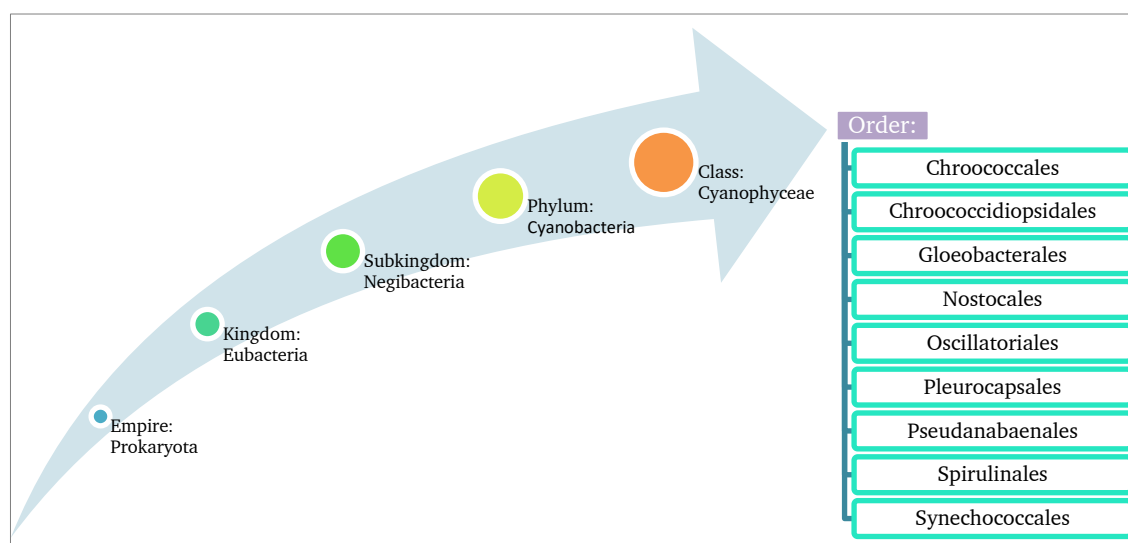 Empire:
Prokaryota
Kingdom:
Eubacteria
Subkingdom:
Negibacteria
Phylum:
Cyanobacteria
Class:
Cyanophyceae
Order:
Chroococcales
Chroococcidiopsidales
Gloeobacterales
Nostocales
Oscillatoriales
Pleurocapsales
Pseudanabaenales
Spirulinales
Synechococcales